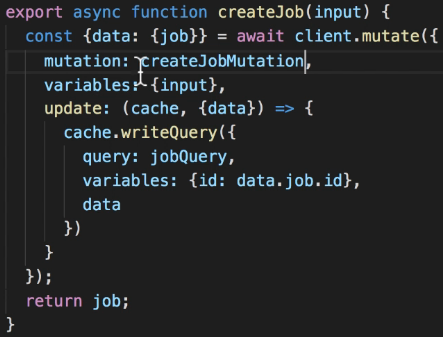 export async function createJob(input) {
  const {data: {job}} = await client.mutate({
    mutation: createJobMutation,
    variables: {input},
    update: (cache, {data}) => {
      cache.writeQuery({
        query: jobQuery,
        variables: {id: data.job.id},
        data
      })
    }
  });
  return job;
}